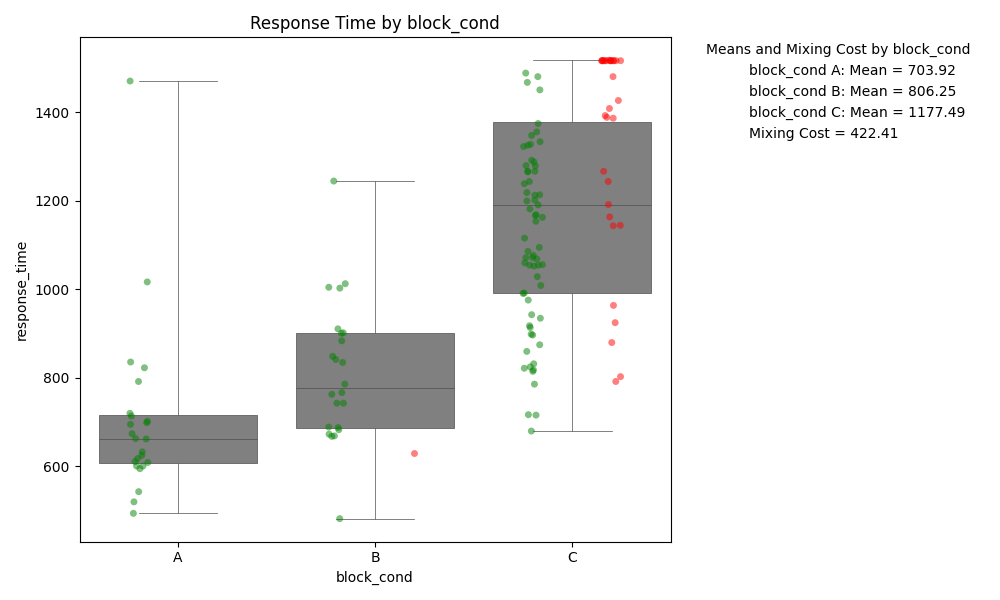 Response Time by block_cond
Means and Mixing Cost by block_cond
block_cond A: Mean = 703.92
block_cond B: Mean = 806.25
block_cond C: Mean = 1177.49
Mixing Cost = 422.41
response_time
1400
1200
1000
800
600
A
B
C
block_cond